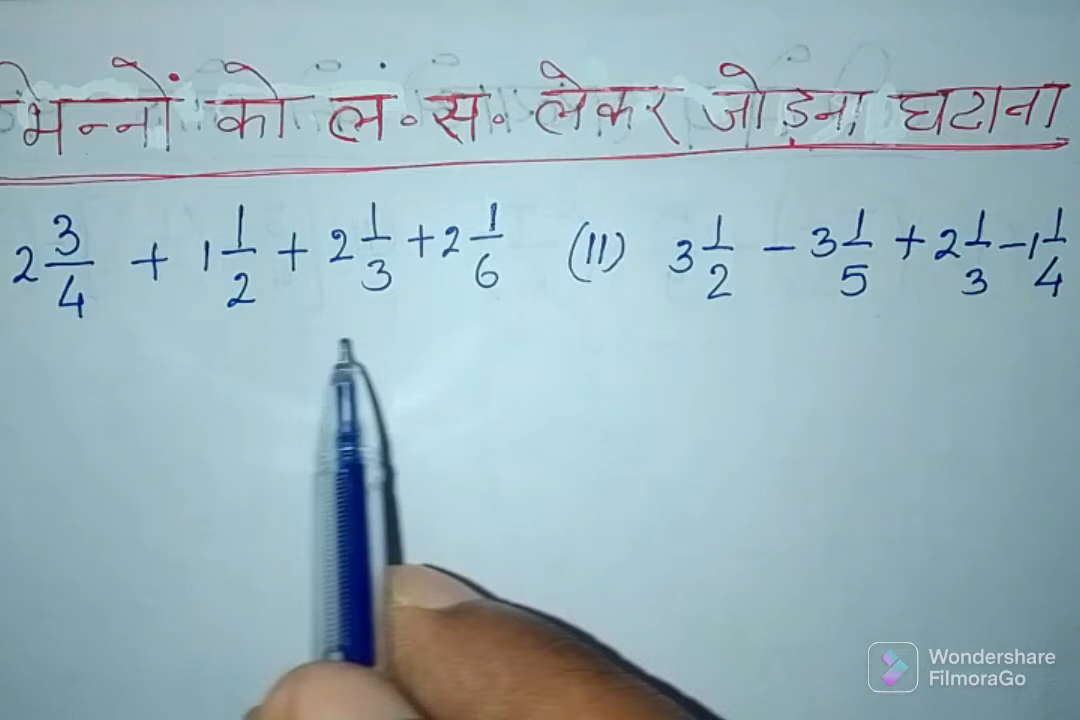 भिन्नों को ल.स. लेकर जोड़ना, घटाना
2 3/4 + 1 1/2 + 2 1/3 + 2 1/6 (II) 3 1/2 - 3 1/5 + 2 1/3 - 1 1/4
Wondershare
FilmoraGo